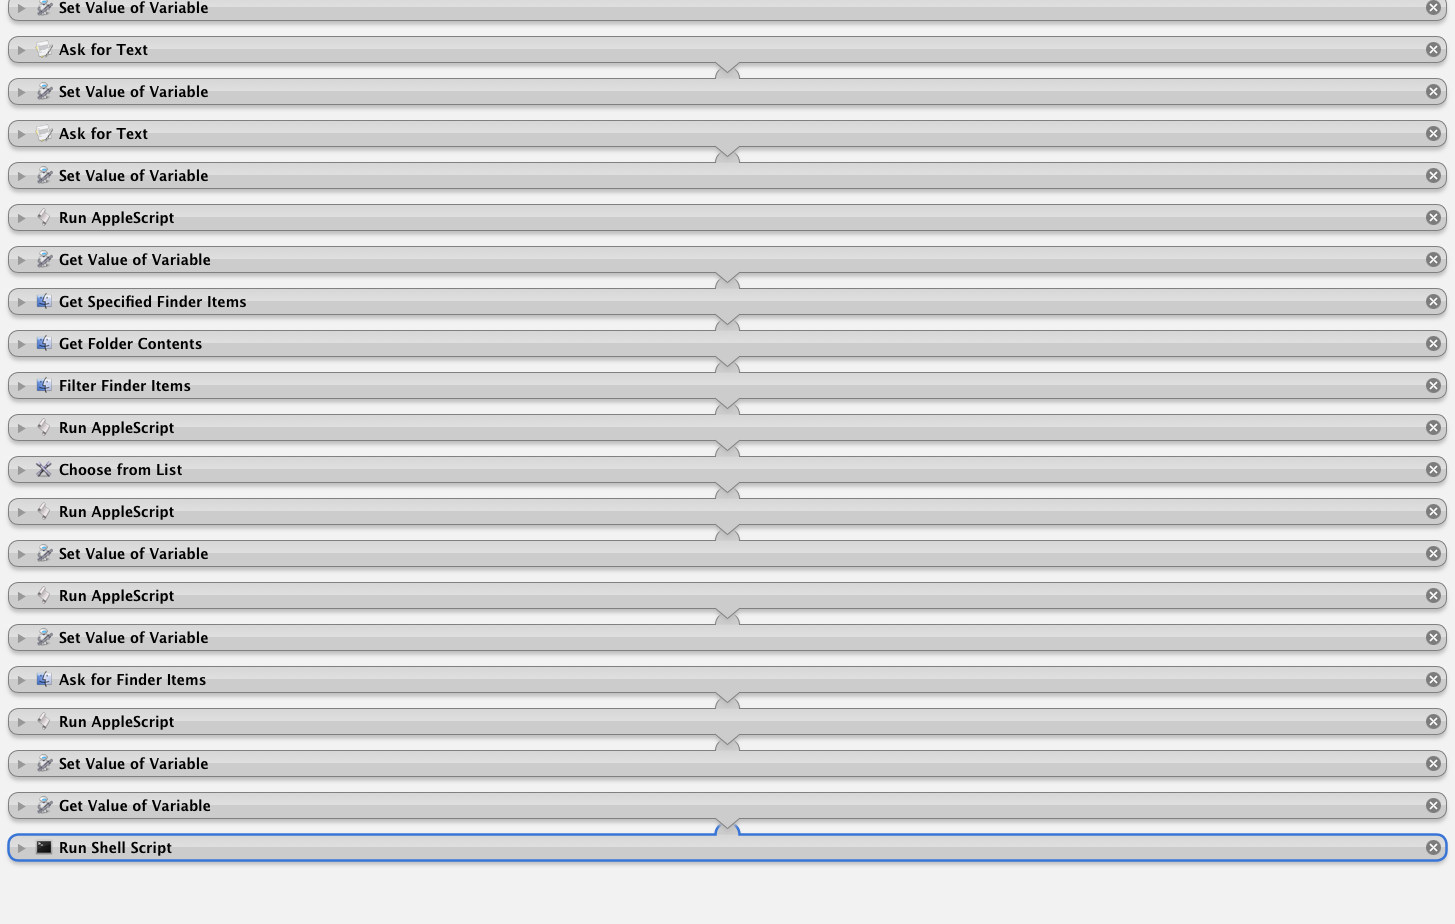 Set Value of Variable
Ask for Text
Set Value of Variable
Ask for Text
Set Value of Variable
Run AppleScript
Get Value of Variable
Get Specified Finder Items
Get Folder Contents
Filter Finder Items
Run AppleScript
Choose from List
Run AppleScript
Set Value of Variable
Run AppleScript
Set Value of Variable
Ask for Finder Items
Run AppleScript
Set Value of Variable
Get Value of Variable
Run Shell Script